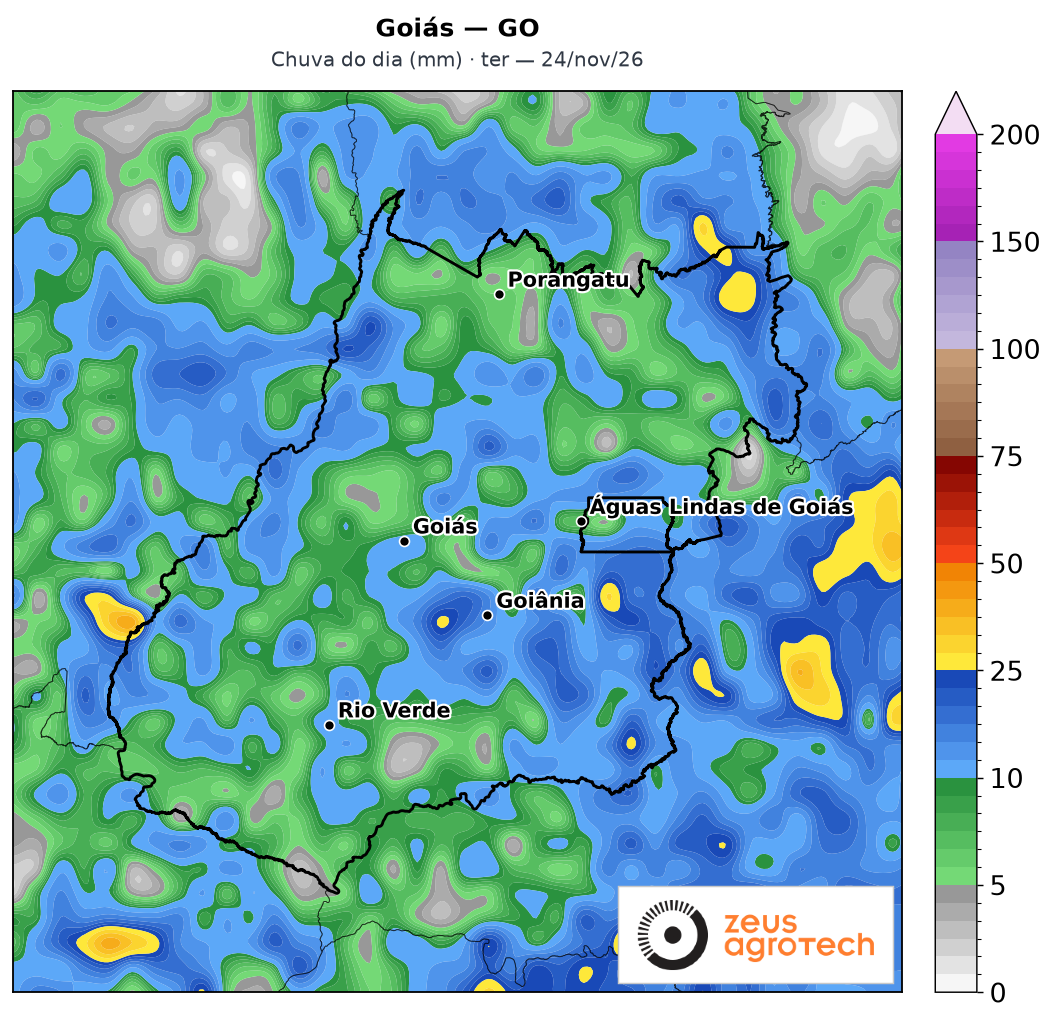 Goiás — GO
Chuva do dia (mm) · ter — 24/nov/26
200
150
100
75
50
25
10
5
0
Porangatu
Águas Lindas de Goiás
Goiás
Goiânia
Rio Verde
zeus
agrotech